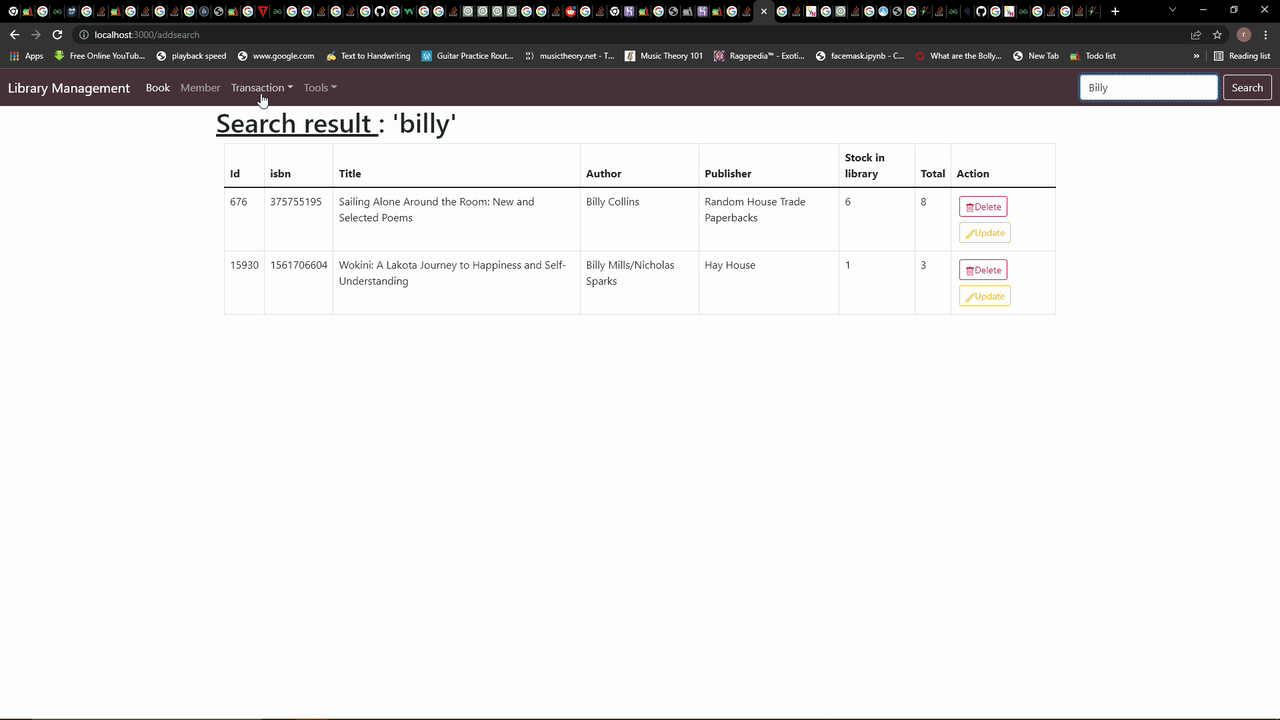 localhost:3000/addsearch
Apps Free Online YouTub... playback speed www.google.com Text to Handwriting Guitar Practice Rout... musictheory.net - T... Music Theory 101 Ragopedia™ – Exoti... facemask.ipynb - C... What are the Bolly... New Tab Todo list » Reading list
Library Management Book Member Transaction Tools Billy Search
Search result : 'billy'
Id isbn Title Author Publisher Stock in library Total Action
676 375755195 Sailing Alone Around the Room: New and Selected Poems Billy Collins Random House Trade Paperbacks 6 8 Delete
Update
15930 1561706604 Wokini: A Lakota Journey to Happiness and Self-Understanding Billy Mills/Nicholas Sparks Hay House 1 3 Delete
Update